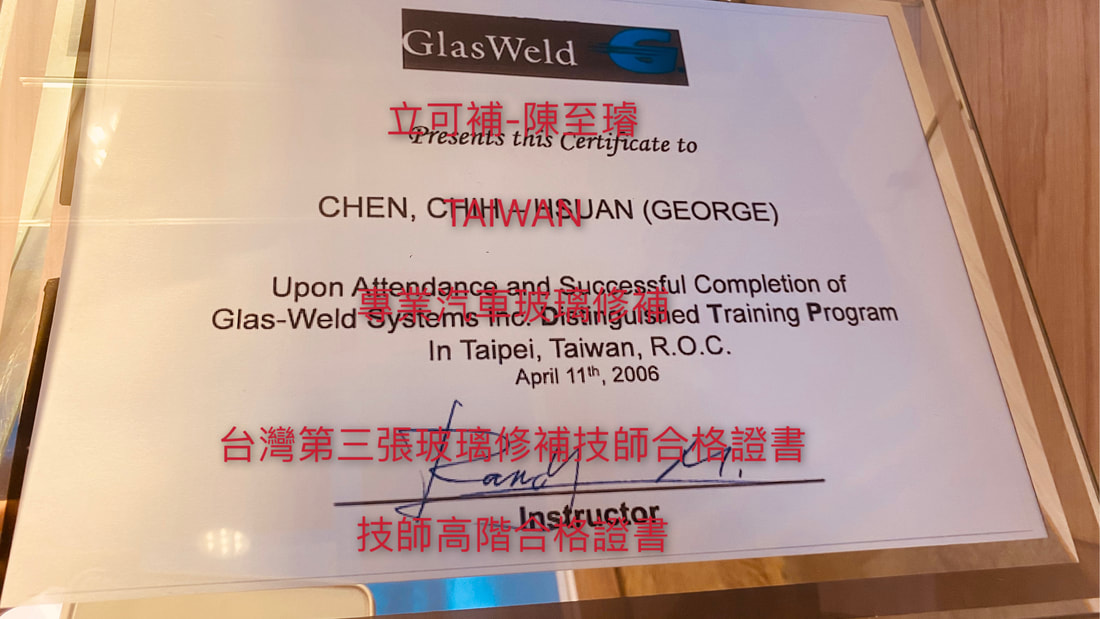 GlasWeld G.
立可補-陳至璿
Presents this Certificate to
CHEN, CHIH - HSUAN (GEORGE)
TAIWAN
Upon Attendance and Successful Completion of
專業汽車玻璃修補
Glas-Weld Systems Inc. Distinguished Training Program
In Taipei, Taiwan, R.O.C.
April 11th, 2006
台灣第三張玻璃修補技師合格證書
Randy M.
Instructor
技師高階合格證書